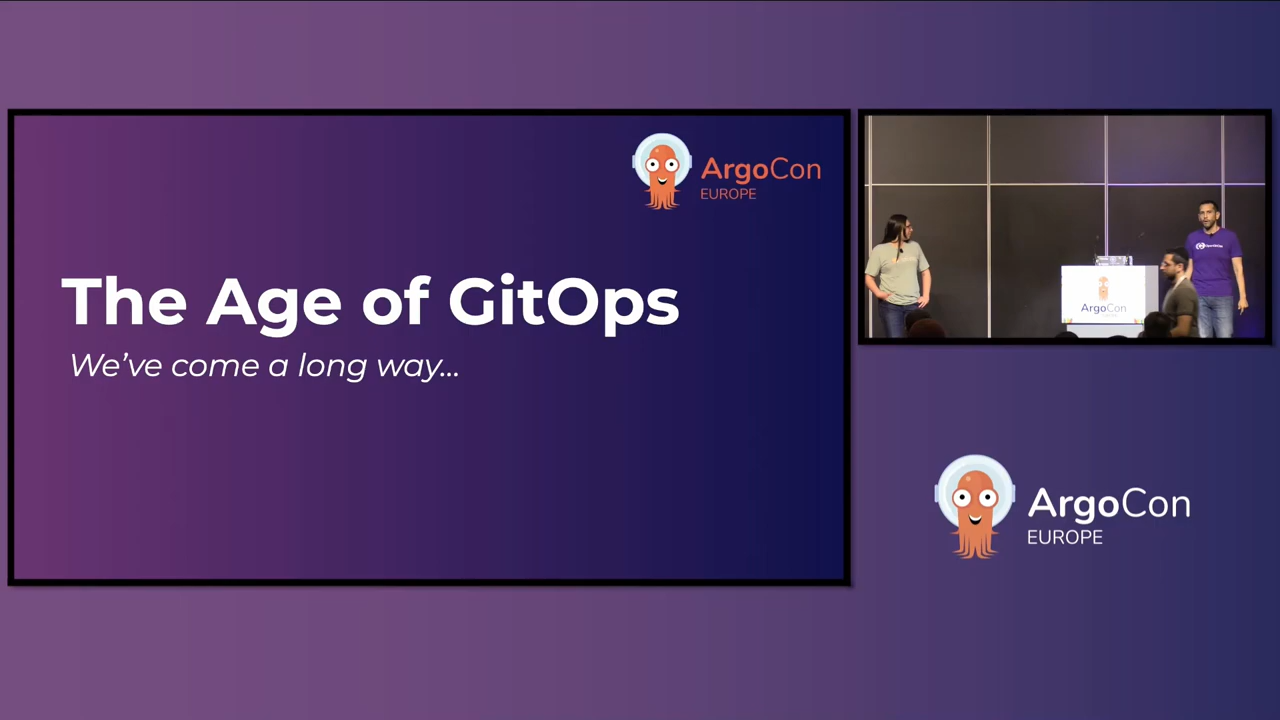 ArgoCon
EUROPE
The Age of GitOps
We've come a long way...
ArgoCon
ArgoCon
EUROPE